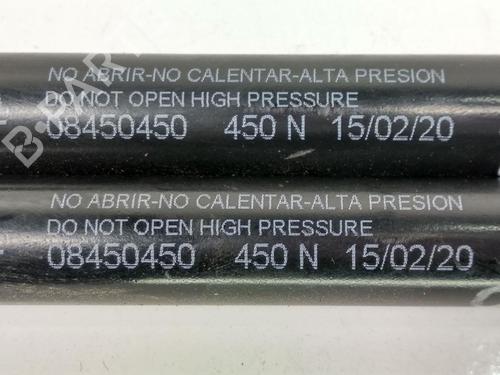 NO ABRIR-NO CALENTAR-ALTA PRESION
DO NOT OPEN HIGH PRESSURE
08450450 450 N 15/02/20
NO ABRIR-NO CALENTAR-ALTA PRESION
DO NOT OPEN HIGH PRESSURE
08450450 450 N 15/02/20